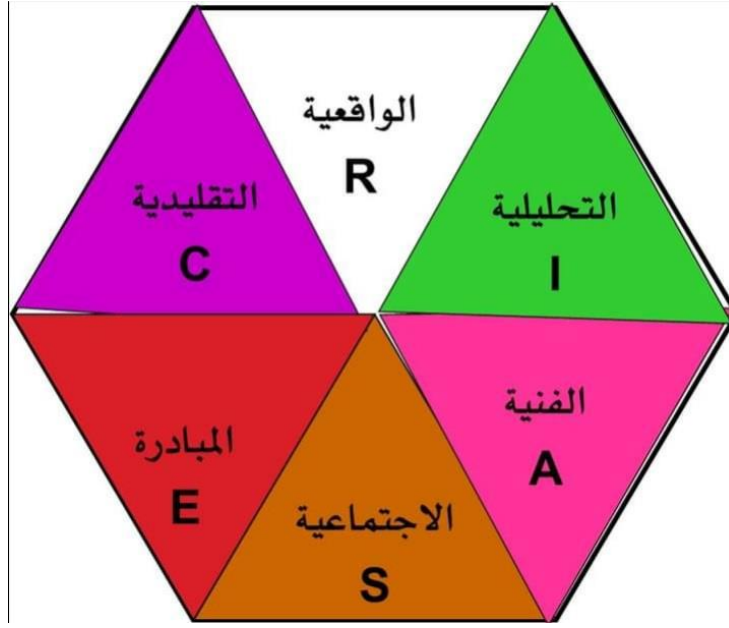 الواقعية
R
التحليلية
I
الفنية
A
الاجتماعية
S
المبادرة
E
التقليدية
C